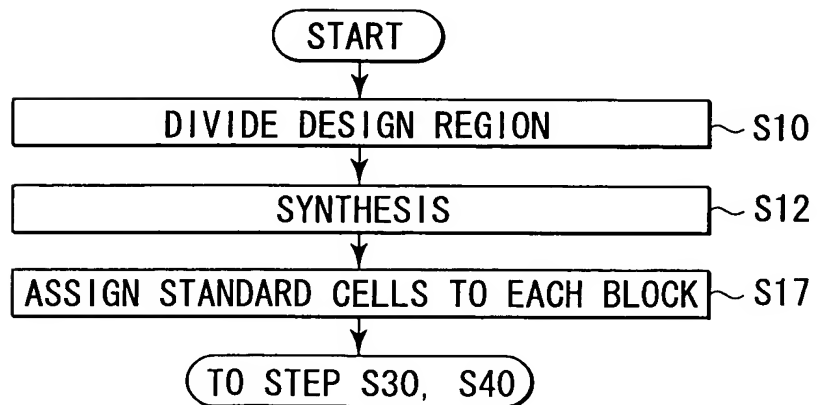 START
DIVIDE DESIGN REGION S10
SYNTHESIS S12
ASSIGN STANDARD CELLS TO EACH BLOCK S17
TO STEP S30, S40